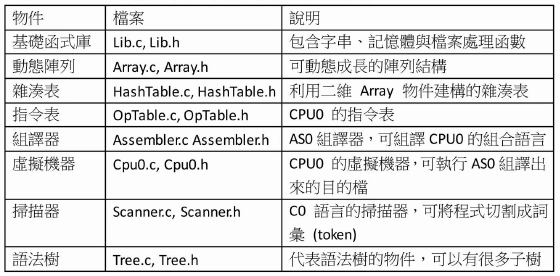 物件 檔案 說明
基礎函式庫 Lib.c, Lib.h 包含字串、記憶體與檔案處理函數
動態陣列 Array.c, Array.h 可動態成長的陣列結構
雜湊表 HashTable.c, HashTable.h 利用二維 Array 物件建構的雜湊表
指令表 OpTable.c, OpTable.h CPU0 的指令表
組譯器 Assembler.c Assembler.h AS0 組譯器，可組譯 CPU0 的組合語言
虛擬機器 Cpu0.c, Cpu0.h CPU0 的虛擬機器，可執行 AS0 組譯出
來的目的檔
掃描器 Scanner.c, Scanner.h C0 語言的掃描器，可將程式切割成詞
彙 (token)
語法樹 Tree.c, Tree.h 代表語法樹的物件，可以有很多子樹